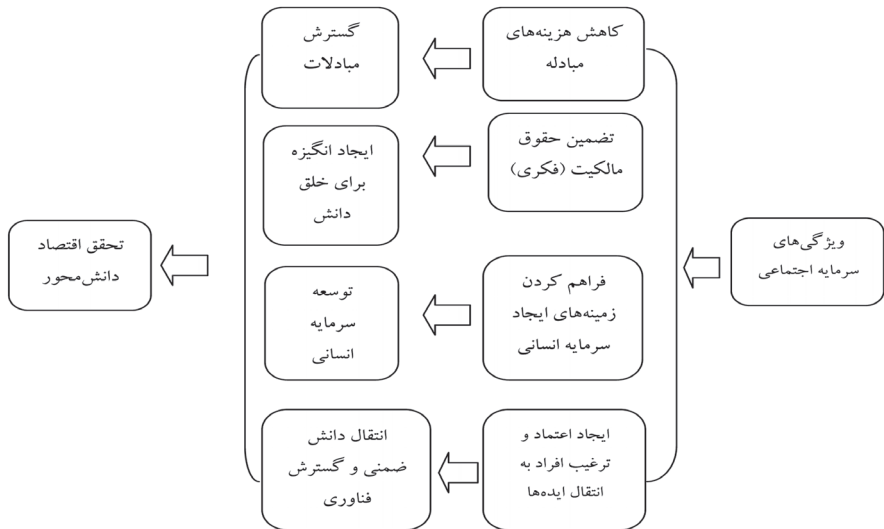 ویژگی‌های
سرمایه اجتماعی
کاهش هزینه‌های
مبادله
گسترش
مبادلات
تضمین حقوق
مالکیت (فکری)
ایجاد انگیزه
برای خلق
دانش
فراهم کردن
زمینه‌های ایجاد
سرمایه انسانی
توسعه
سرمایه
انسانی
ایجاد اعتماد و
ترغیب افراد به
انتقال ایده‌ها
انتقال دانش
ضمنی و گسترش
فناوری
تحقق اقتصاد
دانش‌محور